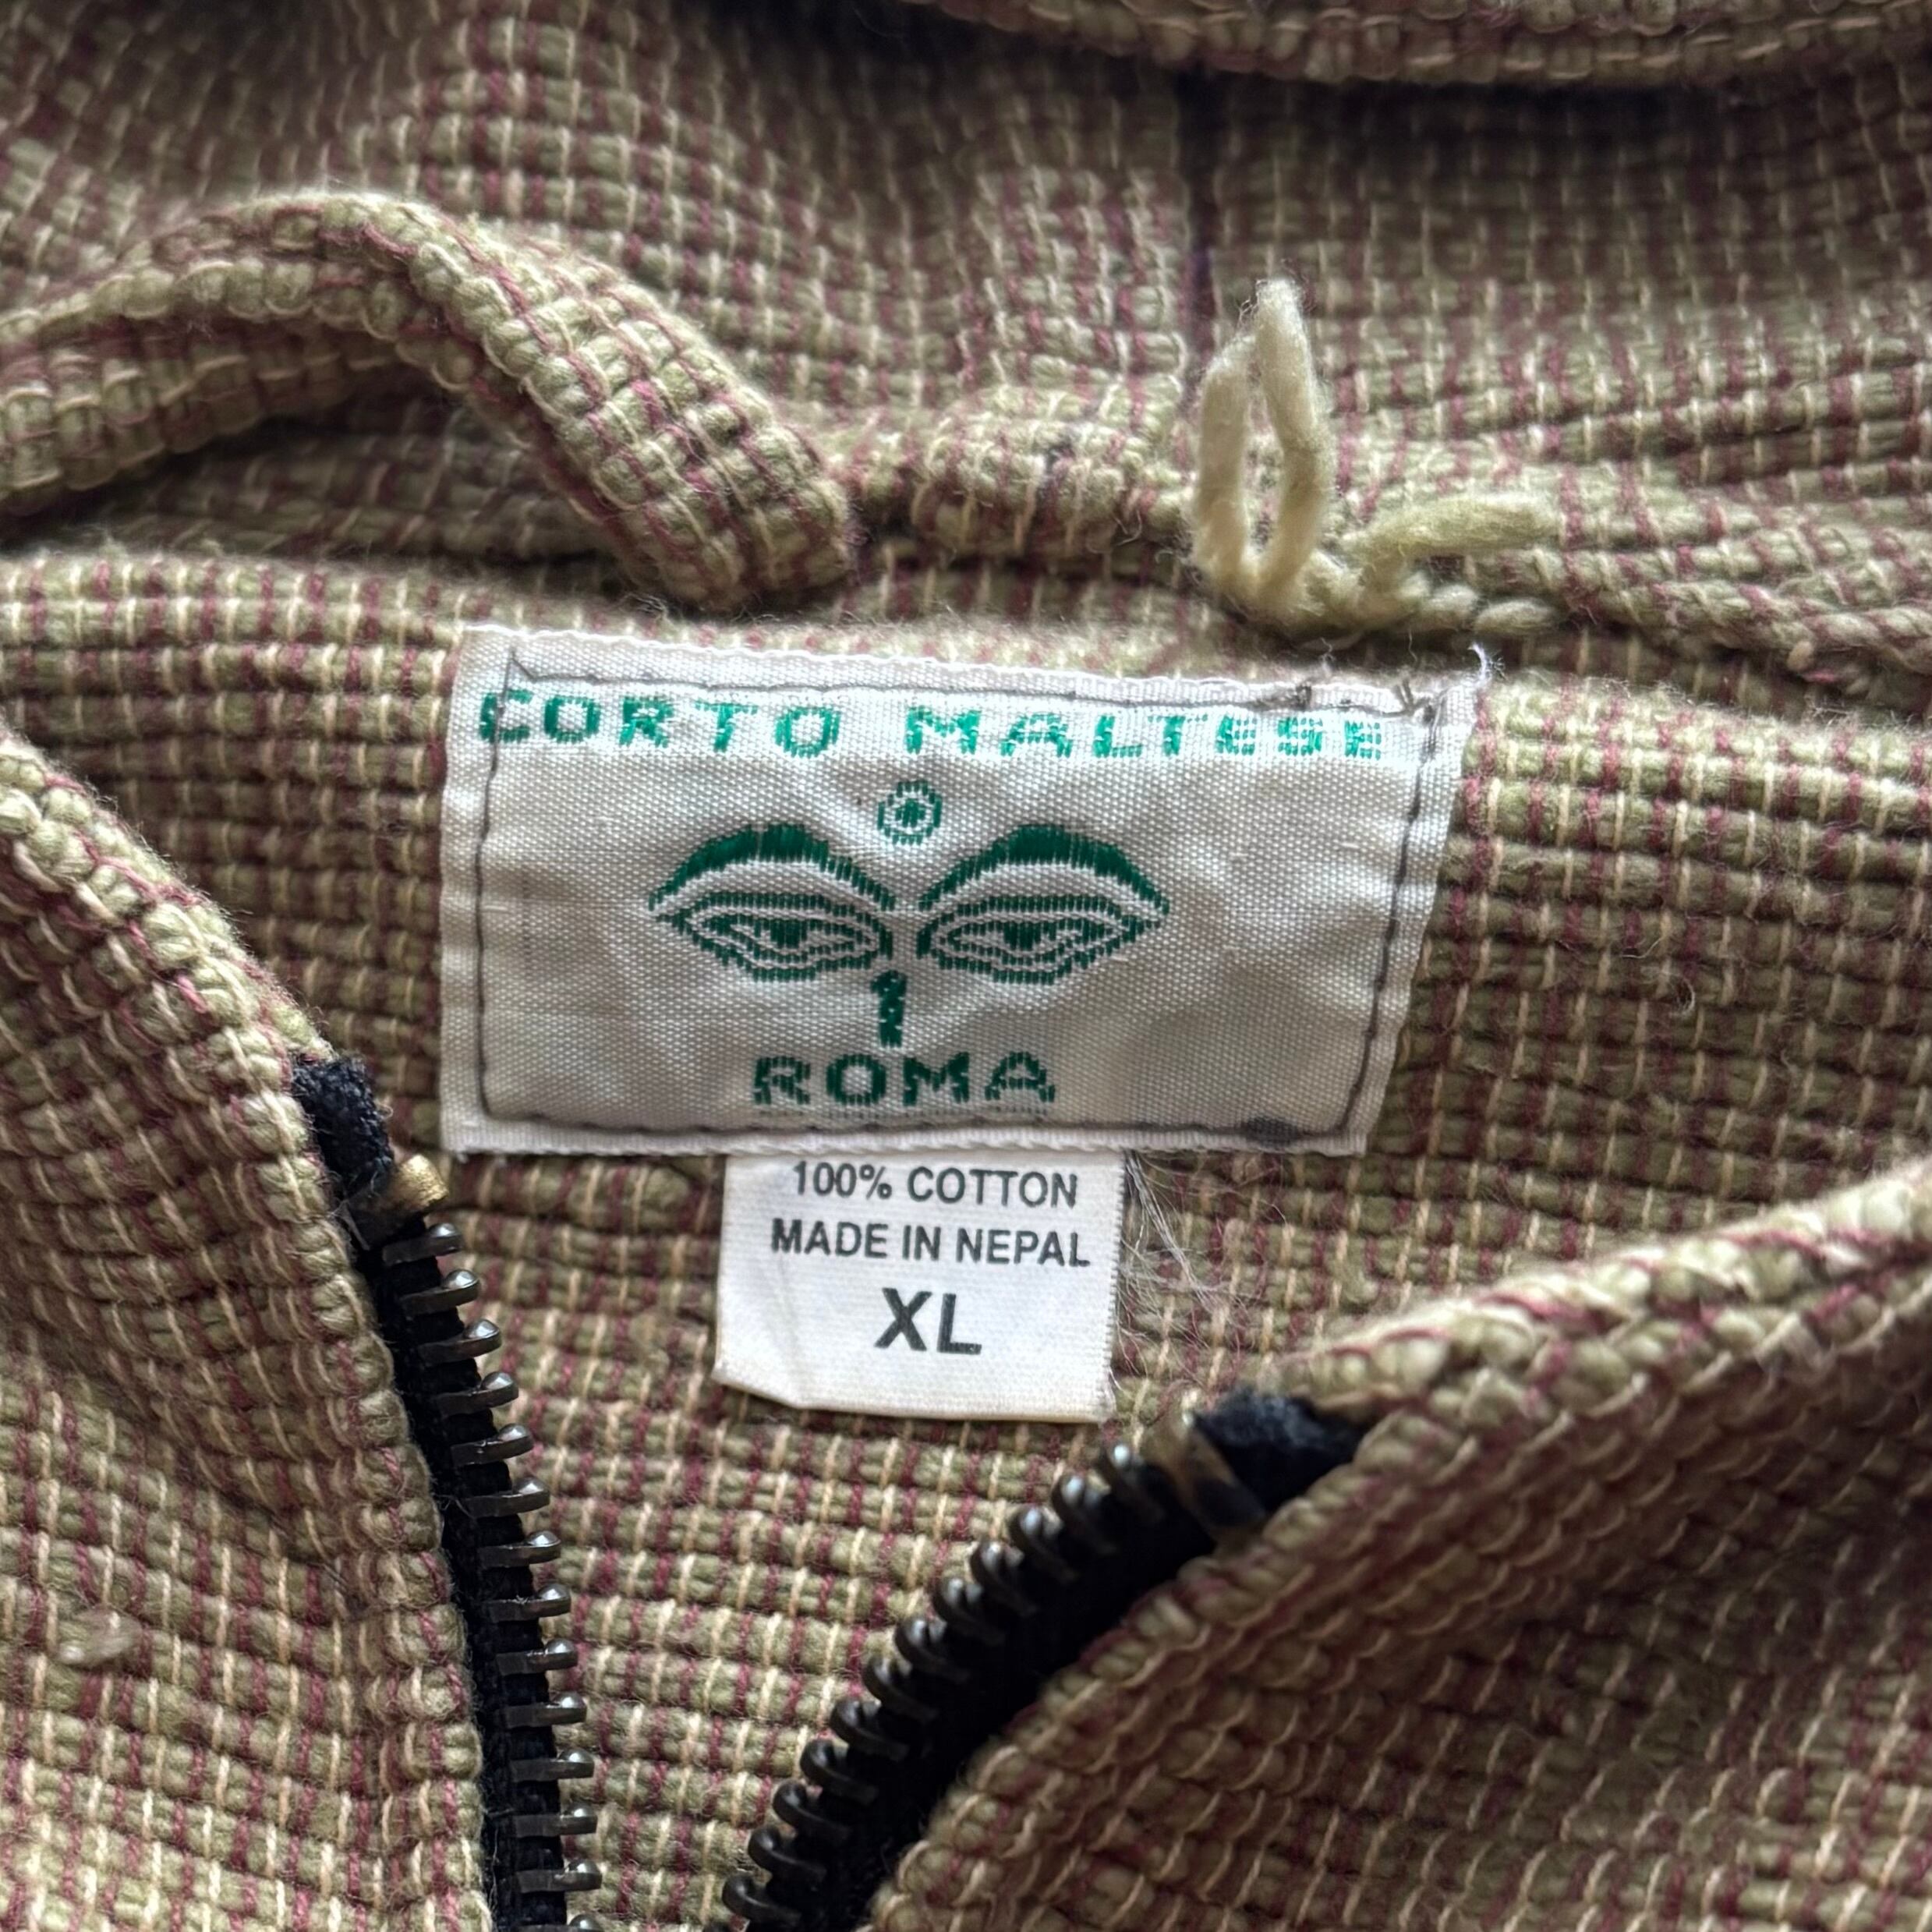 CORTO MALTESE
ROMA
100% COTTON
MADE IN NEPAL
XL